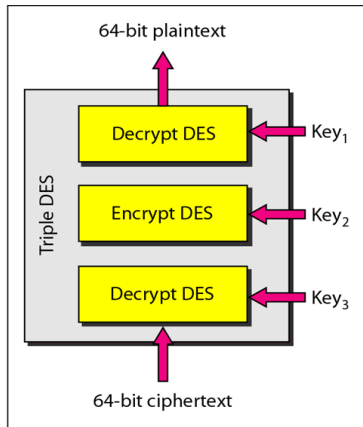 64-bit plaintext
Triple DES
Decrypt DES
Key₁
Encrypt DES
Key₂
Decrypt DES
Key₃
64-bit ciphertext